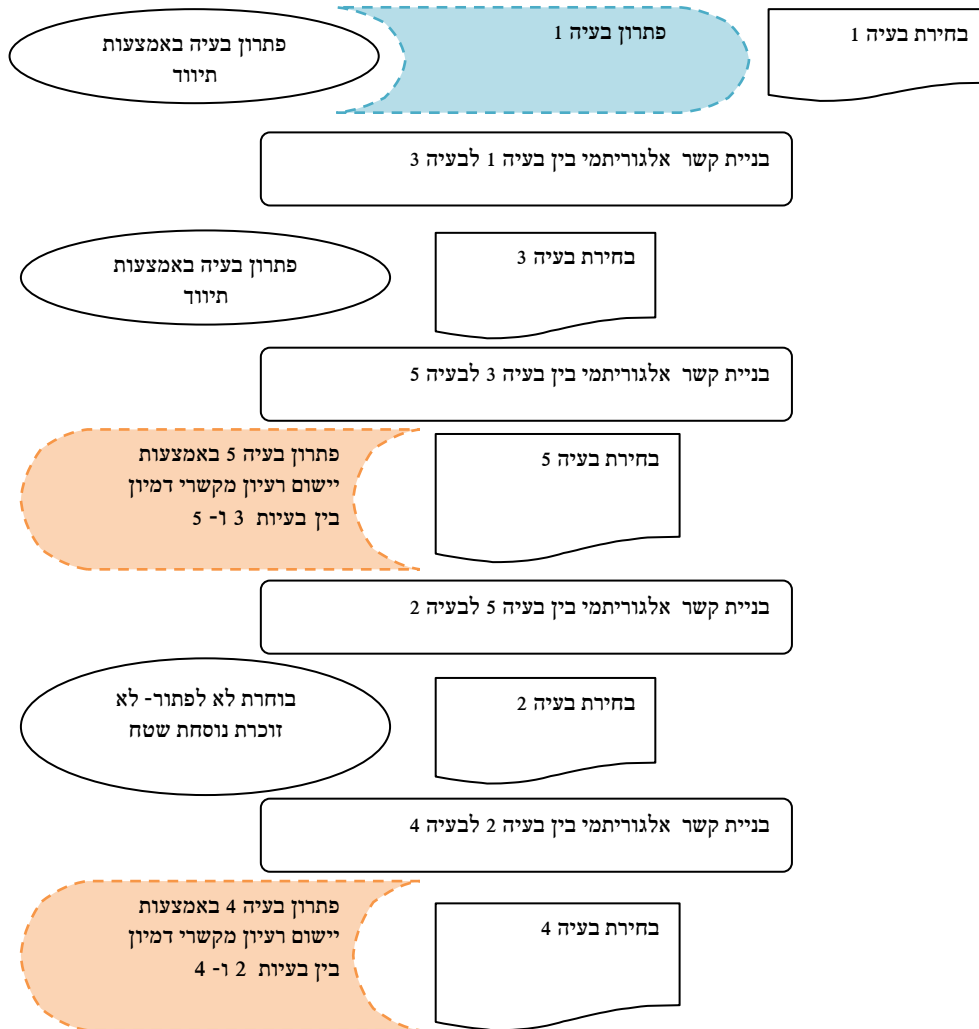 בחירת בעיה 1
פתרון בעיה 1
פתרון בעיה באמצעות
תיווד
בניית קשר אלגוריתמי בין בעיה 1 לבעיה 3
בחירת בעיה 3
פתרון בעיה באמצעות
תיווד
בניית קשר אלגוריתמי בין בעיה 3 לבעיה 5
בחירת בעיה 5
פתרון בעיה 5 באמצעות
יישום רעיון מקשרי דמיון
בין בעיות 3 ו- 5
בניית קשר אלגוריתמי בין בעיה 5 לבעיה 2
בחירת בעיה 2
בוחרת לא לפתור- לא
זוכרת נוסחת שטח
בניית קשר אלגוריתמי בין בעיה 2 לבעיה 4
בחירת בעיה 4
פתרון בעיה 4 באמצעות
יישום רעיון מקשרי דמיון
בין בעיות 2 ו- 4